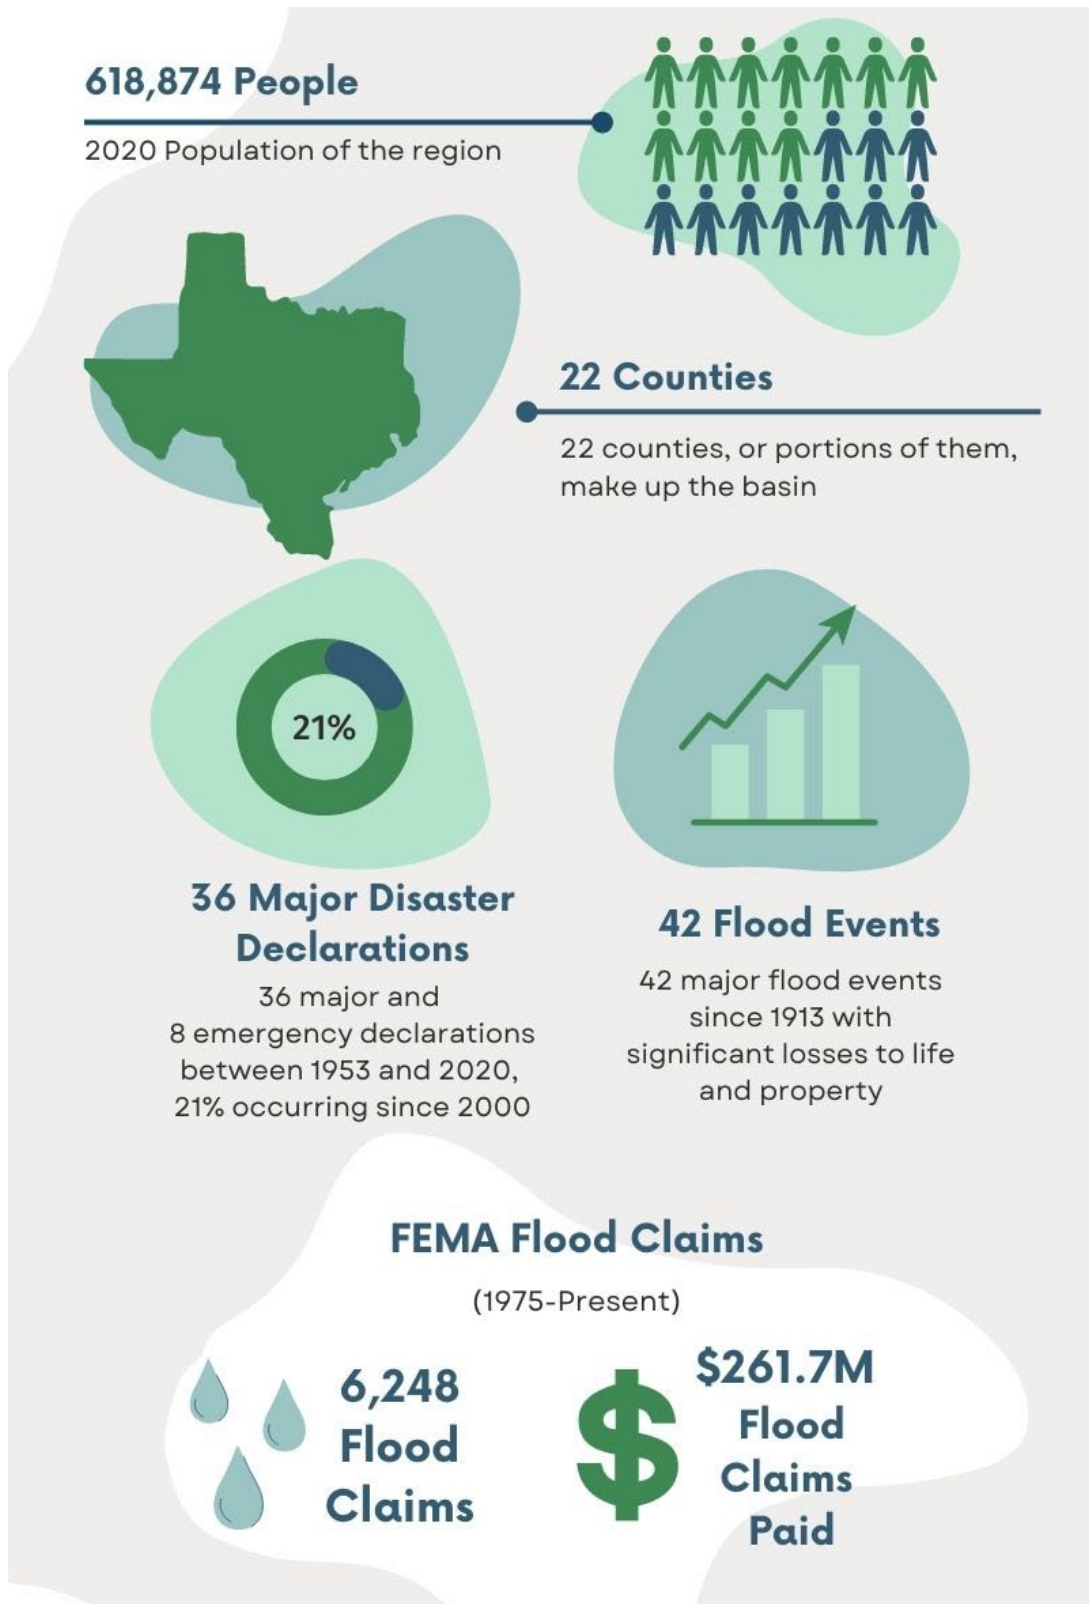 618,874 People
2020 Population of the region
22 Counties
22 counties, or portions of them,
make up the basin
21%
36 Major Disaster
Declarations
36 major and
8 emergency declarations
between 1953 and 2020,
21% occurring since 2000
42 Flood Events
42 major flood events
since 1913 with
significant losses to life
and property
FEMA Flood Claims
(1975-Present)
6,248
Flood
Claims
$
$261.7M
Flood
Claims
Paid